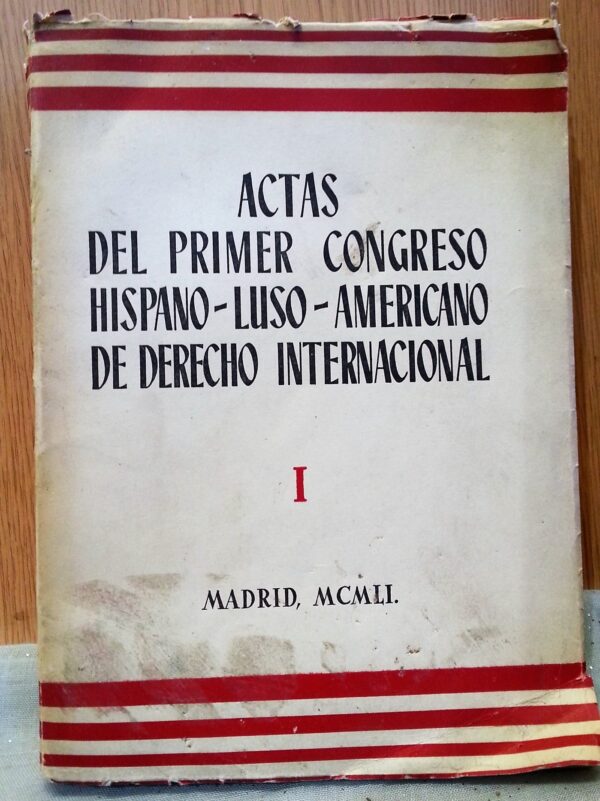 ACTAS
DEL PRIMER CONGRESO
HISPANO-LUSO-AMERICANO
DE DERECHO INTERNACIONAL
I
MADRID, MCMLI.